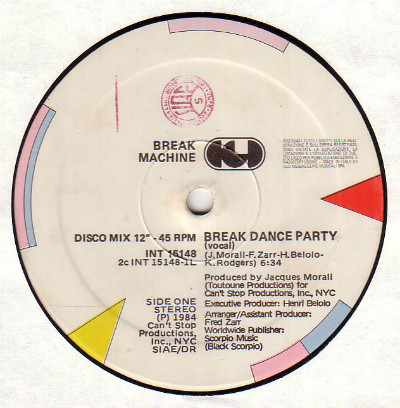 RISERVATI TUTTI I DIRITTI
BREAK
MACHINE
DISCO MIX 12" - 45 RPM
INT 15148
2c INT 15148-1L
BREAK DANCE PARTY
(vocal)
(J. Morali-F. Zarr-H. Belolo-
K. Rodgers) 6:34
Produced by Jacques Morali
(Toutoune Productions) for
Can't Stop Productions, Inc., NYC
Executive Producer: Henri Belolo
Arranger/Assistant Producer:
Fred Zarr
Worldwide Publisher:
Scorpio Music
(Black Scorpio)
SIDE ONE
STEREO
(P) 1984
Can't Stop
Productions,
Inc., NYC
SIAE/DR